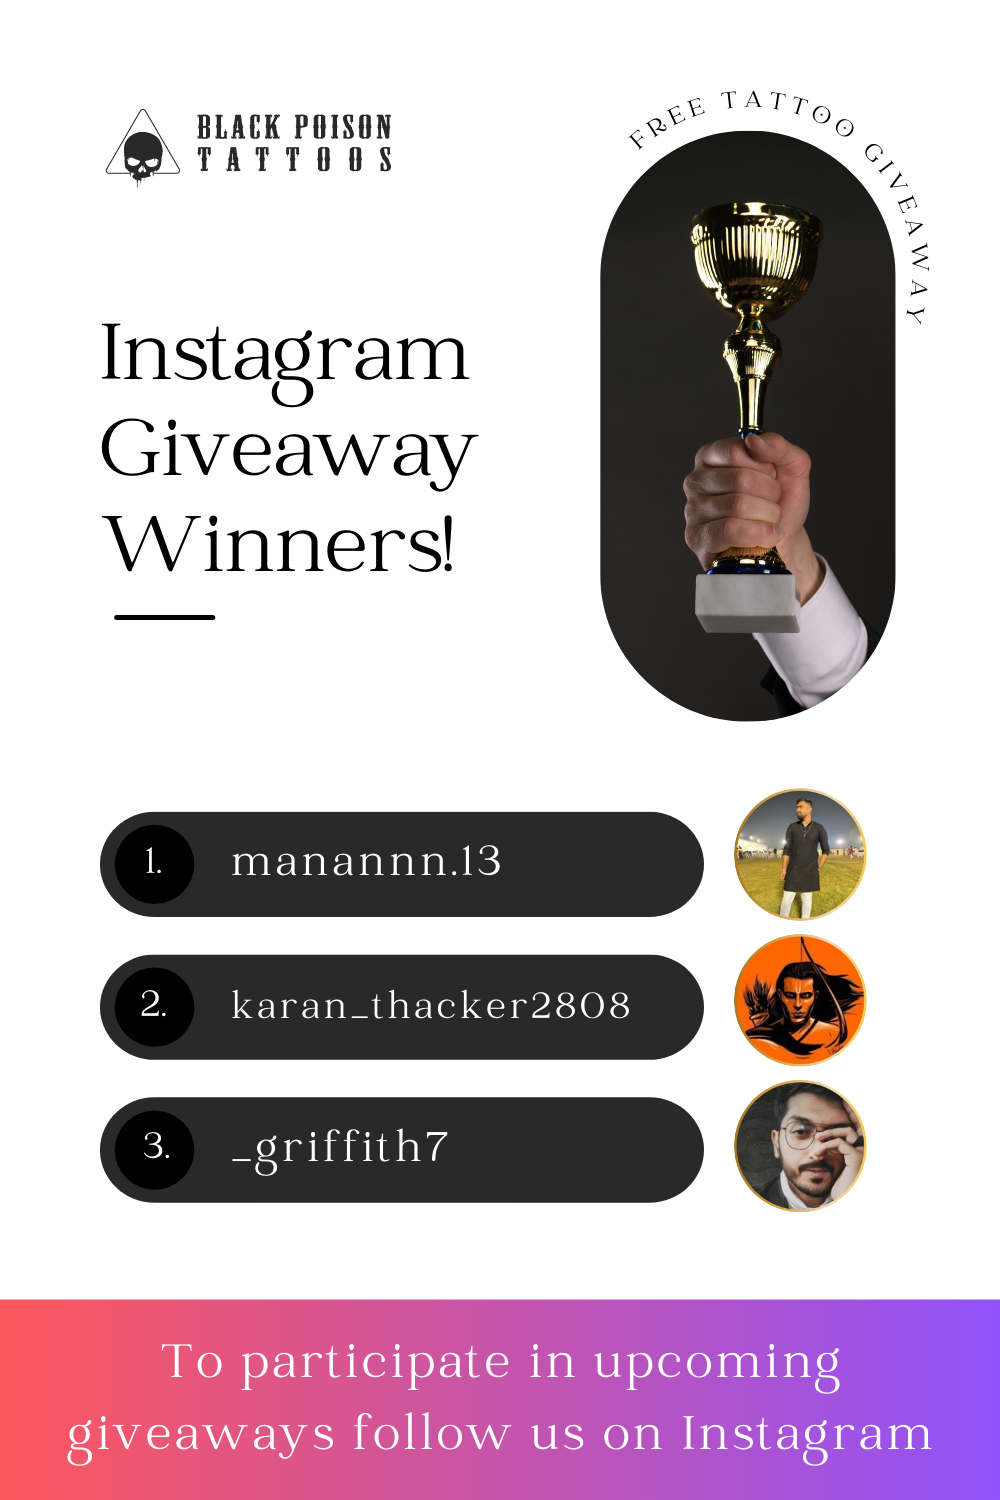 BLACK POISON
TATTOOS
FREE TATTOO GIVEAWAY
Instagram
Giveaway
Winners!
1. manannn.13
2. karan_thacker2808
3. _griffith7
To participate in upcoming
giveaways follow us on Instagram